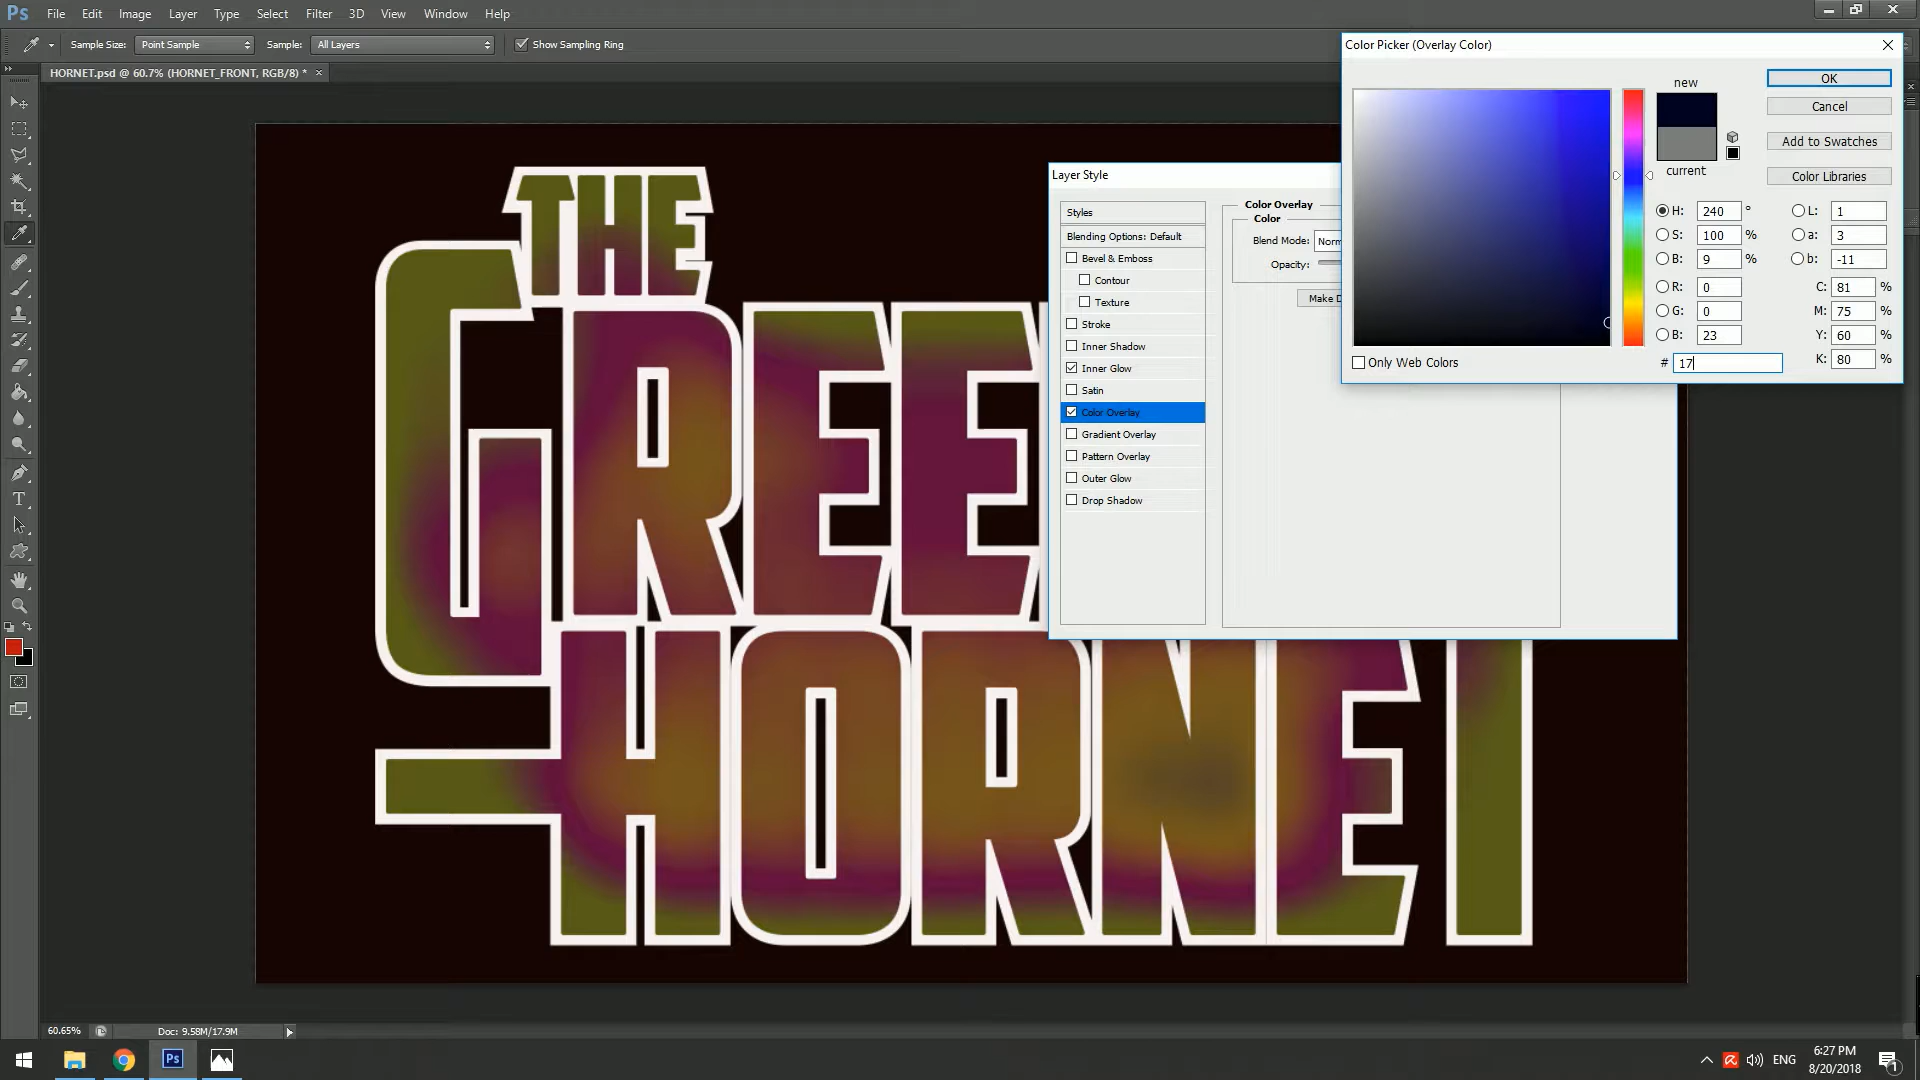 Ps File Edit Image Layer Type Select Filter 3D View Window Help
Sample Size: Point Sample Sample: All Layers Show Sampling Ring
HORNET.psd @ 60.7% (HORNET_FRONT, RGB/8) *
THE
GREE
HORNET
Layer Style
Styles
Blending Options: Default
Bevel & Emboss
Contour
Texture
Stroke
Inner Shadow
Inner Glow
Satin
Color Overlay
Gradient Overlay
Pattern Overlay
Outer Glow
Drop Shadow
Color Overlay
Color
Blend Mode: Norm
Opacity:
Make D
Color Picker (Overlay Color)
new
current
OK
Cancel
Add to Swatches
Color Libraries
H: 240 ° L: 1
S: 100 % a: 3
B: 9 % b: -11
R: 0 C: 81 %
G: 0 M: 75 %
B: 23 Y: 60 %
Only Web Colors # 17 K: 80 %
60.65% Doc: 9.58M/17.9M
Ps
ENG
6:27 PM
8/20/2018
1